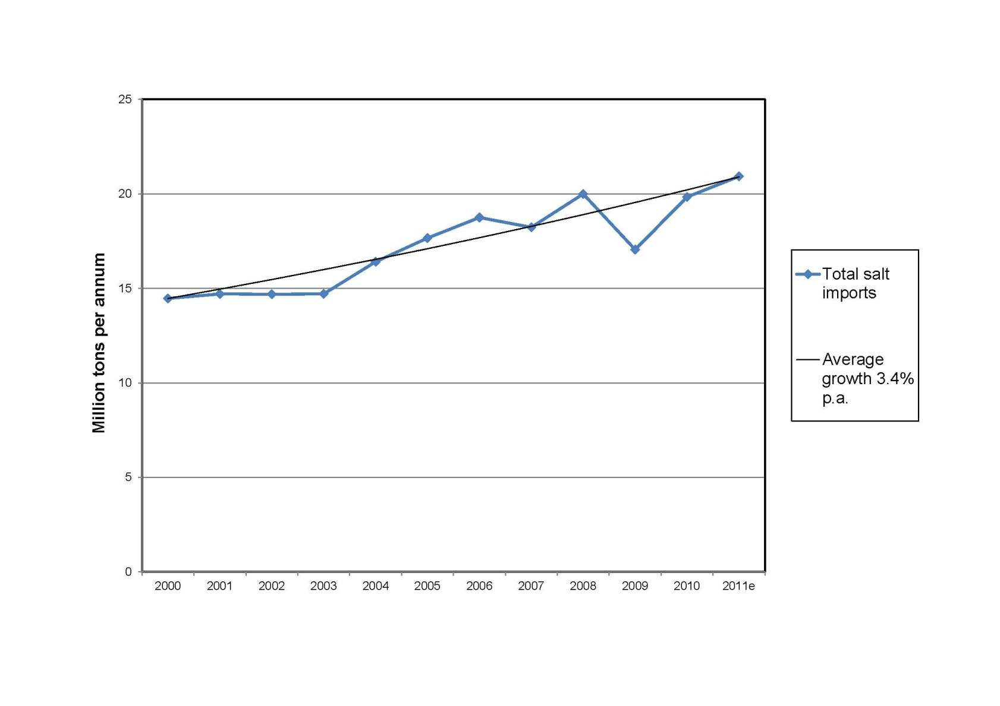 25
20
15
10
5
0
Million tons per annum
2000 2001 2002 2003 2004 2005 2006 2007 2008 2009 2010 2011e
Total salt
imports
Average
growth 3.4%
p.a.